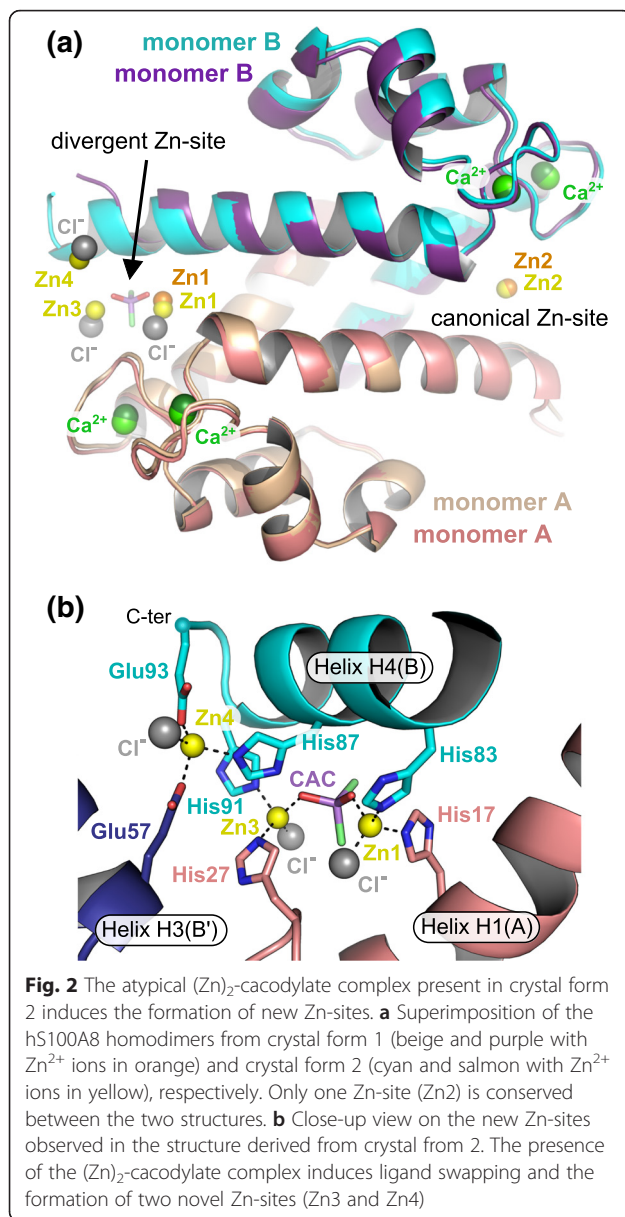 (a)
monomer B
monomer B
divergent Zn-site
Ca²⁺
Ca²⁺
Cl⁻
Zn4
Zn3
Zn1
Zn1
Cl⁻
Cl⁻
Zn2
Zn2
canonical Zn-site
Ca²⁺
Ca²⁺
monomer A
monomer A
(b)
C-ter
Glu93
Helix H4(B)
Zn4
Cl⁻
His87
His83
CAC
His91
Glu57
Zn3
His17
Cl⁻
Zn1
His27
Cl⁻
Helix H3(B')
Helix H1(A)
Fig. 2 The atypical (Zn)₂-cacodylate complex present in crystal form
2 induces the formation of new Zn-sites. a Superimposition of the
hS100A8 homodimers from crystal form 1 (beige and purple with
Zn²⁺ ions in orange) and crystal form 2 (cyan and salmon with Zn²⁺
ions in yellow), respectively. Only one Zn-site (Zn2) is conserved
between the two structures. b Close-up view on the new Zn-sites
observed in the structure derived from crystal from 2. The presence
of the (Zn)₂-cacodylate complex induces ligand swapping and the
formation of two novel Zn-sites (Zn3 and Zn4)